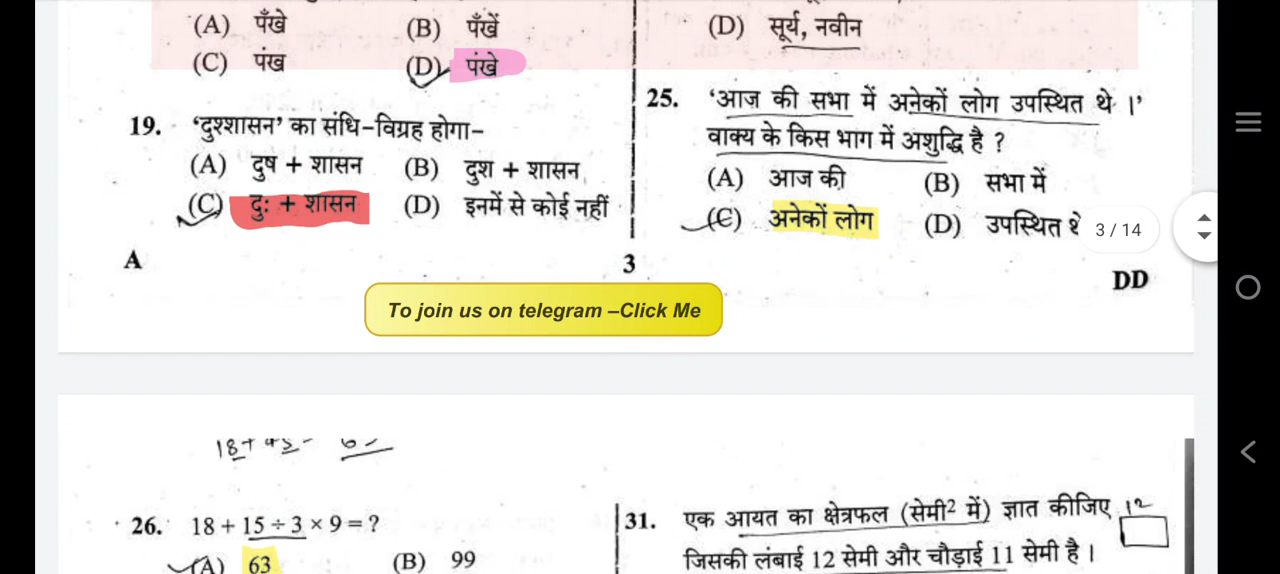 (A) पँखे (B) पँखें
(C) पंख (D) पंखे
19. ‘दुश्शासन’ का संधि-विग्रह होगा-
(A) दुष + शासन (B) दुश + शासन
(C) दुः + शासन (D) इनमें से कोई नहीं
(D) सूर्य, नवीन
25. ‘आज की सभा में अनेकों लोग उपस्थित थे ।’
वाक्य के किस भाग में अशुद्धि है ?
(A) आज की (B) सभा में
(C) अनेकों लोग (D) उपस्थित थे
3 / 14
A 3 DD
To join us on telegram –Click Me
26. 18 + 15 ÷ 3 × 9 = ?
(A) 63 (B) 99
31. एक आयत का क्षेत्रफल (सेमी² में) ज्ञात कीजिए
12
जिसकी लंबाई 12 सेमी और चौड़ाई 11 सेमी है ।